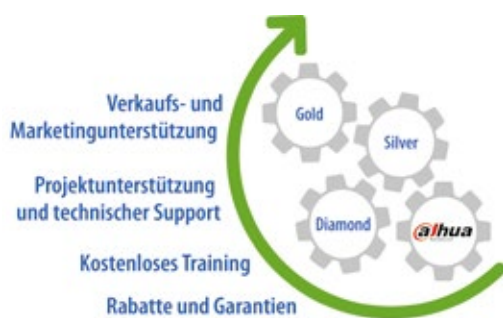 Verkaufs- und
Marketingunterstützung
Projektunterstützung
und technischer Support
Kostenloses Training
Rabatte und Garantien
Gold
Silver
Diamond
alhua